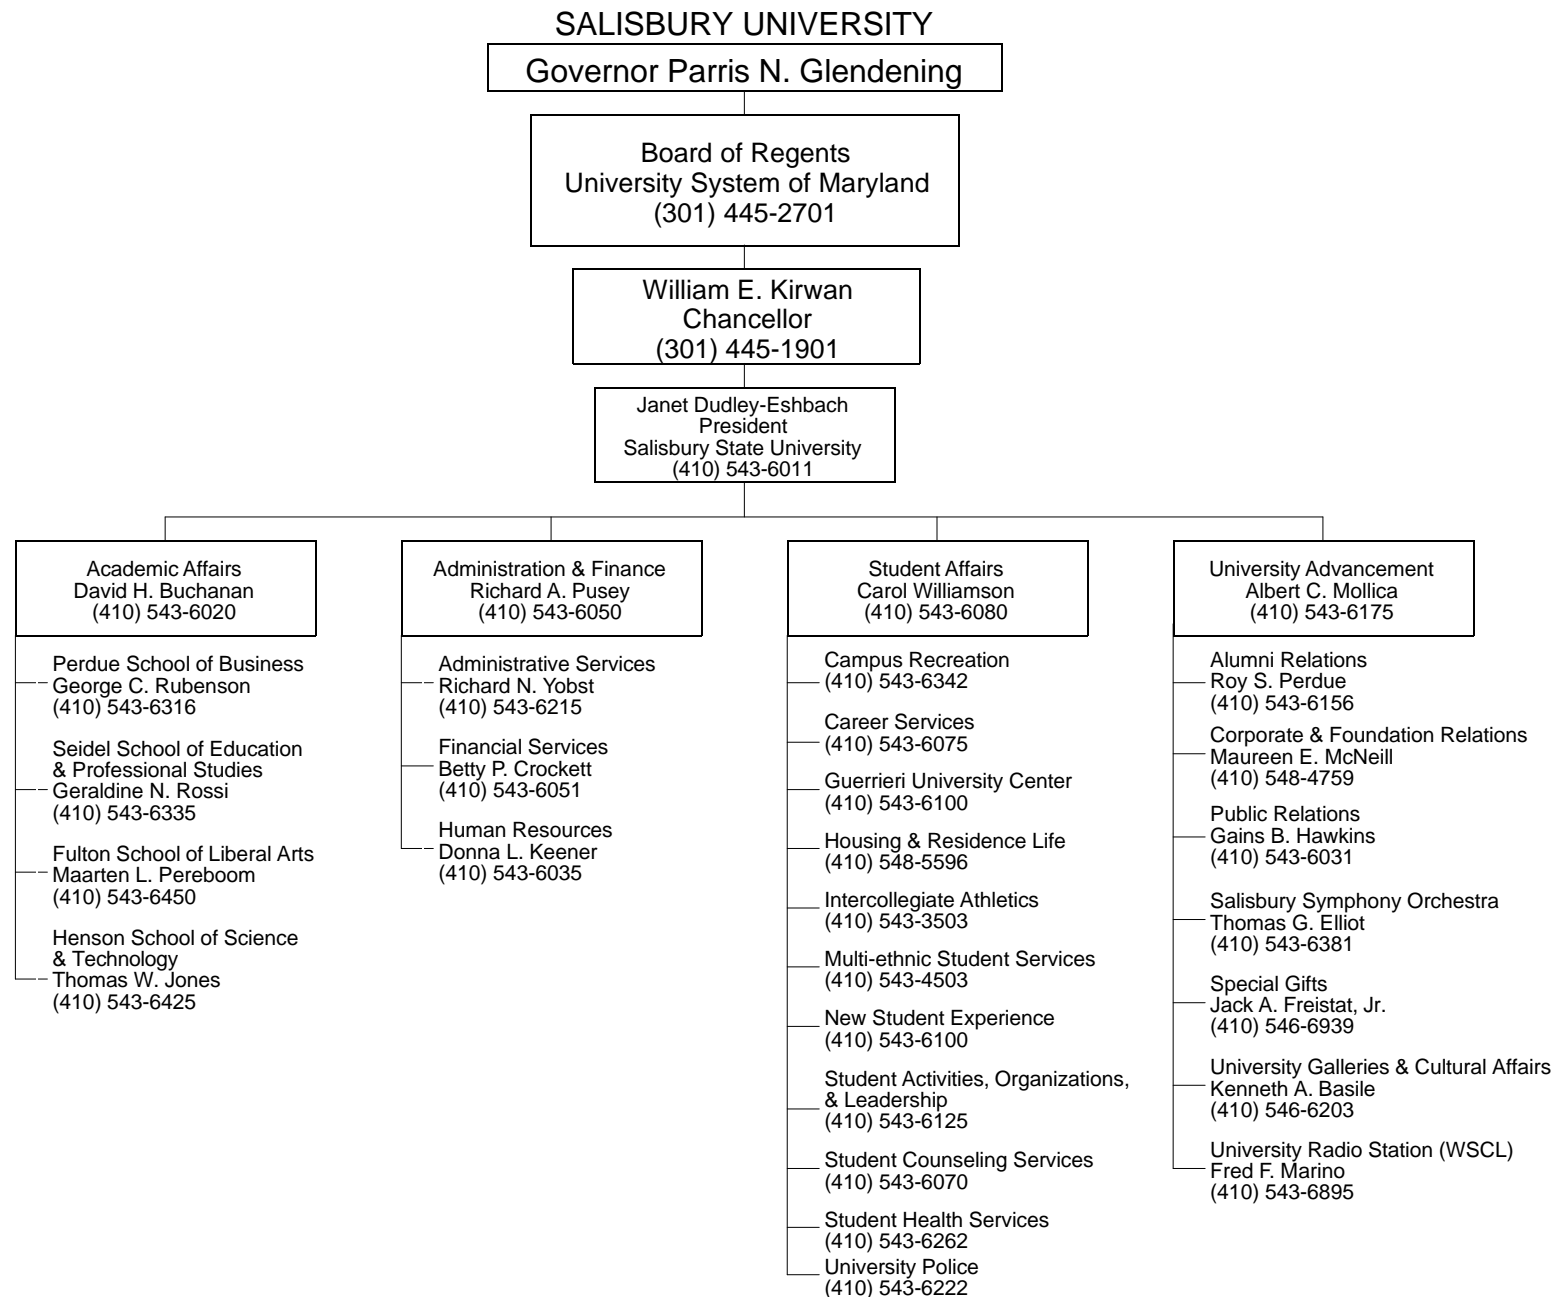 SALISBURY UNIVERSITY
Governor Parris N. Glendening
Board of Regents
University System of Maryland
(301) 445-2701
William E. Kirwan
Chancellor
(301) 445-1901
Janet Dudley-Eshbach
President
Salisbury State University
(410) 543-6011
Academic Affairs
David H. Buchanan
(410) 543-6020
Perdue School of Business
George C. Rubenson
(410) 543-6316
Seidel School of Education
& Professional Studies
Geraldine N. Rossi
(410) 543-6335
Fulton School of Liberal Arts
Maarten L. Pereboom
(410) 543-6450
Henson School of Science
& Technology
Thomas W. Jones
(410) 543-6425
Administration & Finance
Richard A. Pusey
(410) 543-6050
Administrative Services
Richard N. Yobst
(410) 543-6215
Financial Services
Betty P. Crockett
(410) 543-6051
Human Resources
Donna L. Keener
(410) 543-6035
Student Affairs
Carol Williamson
(410) 543-6080
Campus Recreation
(410) 543-6342
Career Services
(410) 543-6075
Guerrieri University Center
(410) 543-6100
Housing & Residence Life
(410) 548-5596
Intercollegiate Athletics
(410) 543-3503
Multi-ethnic Student Services
(410) 543-4503
New Student Experience
(410) 543-6100
Student Activities, Organizations,
& Leadership
(410) 543-6125
Student Counseling Services
(410) 543-6070
Student Health Services
(410) 543-6262
University Police
(410) 543-6222
University Advancement
Albert C. Mollica
(410) 543-6175
Alumni Relations
Roy S. Perdue
(410) 543-6156
Corporate & Foundation Relations
Maureen E. McNeill
(410) 548-4759
Public Relations
Gains B. Hawkins
(410) 543-6031
Salisbury Symphony Orchestra
Thomas G. Elliot
(410) 543-6381
Special Gifts
Jack A. Freistat, Jr.
(410) 546-6939
University Galleries & Cultural Affairs
Kenneth A. Basile
(410) 546-6203
University Radio Station (WSCL)
Fred F. Marino
(410) 543-6895